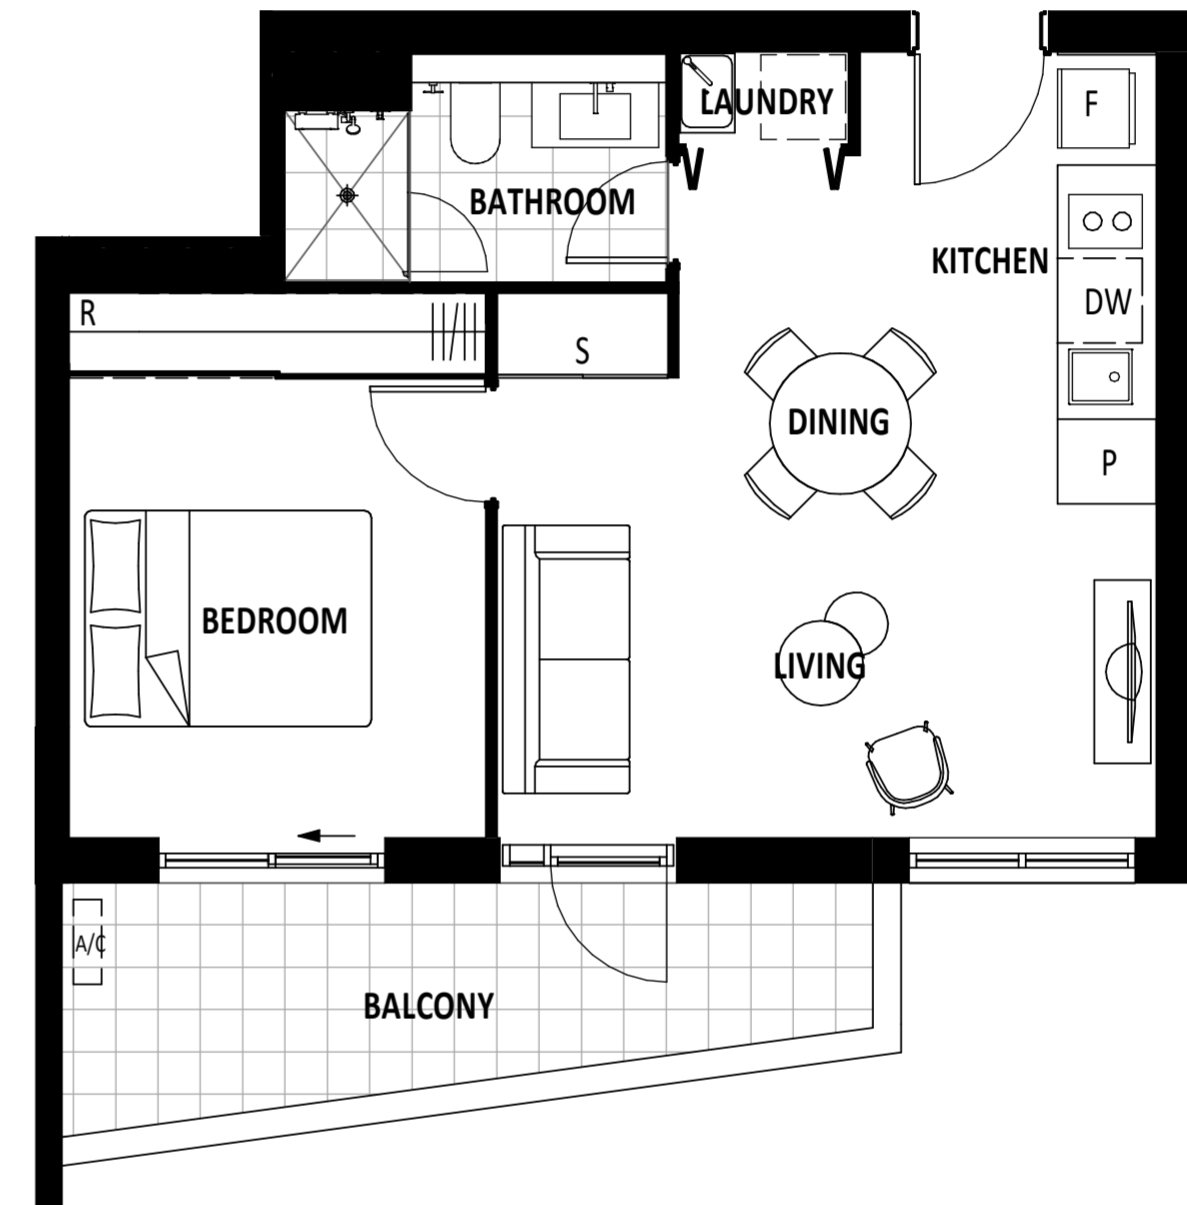 LAUNDRY
F
BATHROOM
KITCHEN
DW
R
S
DINING
P
BEDROOM
LIVING
A/C
BALCONY